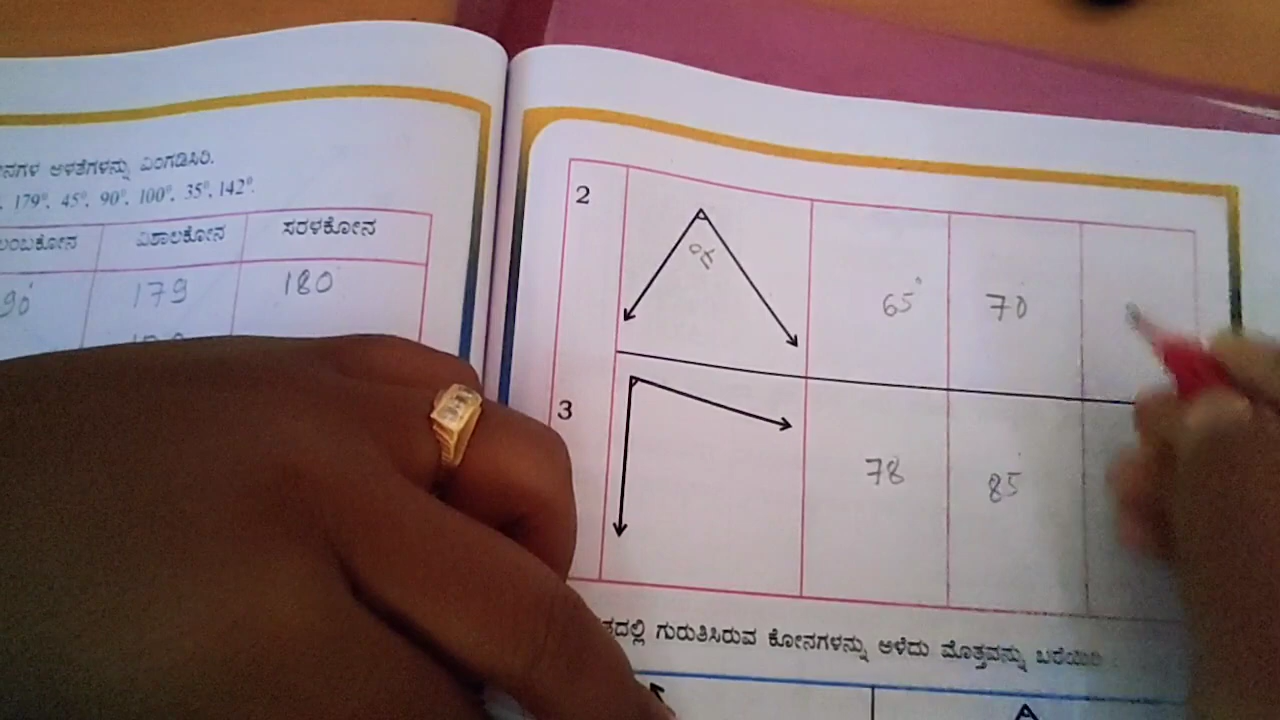 ಅಳತೆಗಳನ್ನು ವಿಂಗಡಿಸಿರಿ.
179°, 45°, 90°, 100°, 35°, 142°.
ವಿಶಾಲಕೋನ ಸರಳಕೋನ
90° 179 180
2
65° 70
3
78 85
ಗುರುತಿಸಿರುವ ಕೋನಗಳನ್ನು ಅಳೆದು ಮೊತ್ತವನ್ನು ಬರೆಯಿರಿ